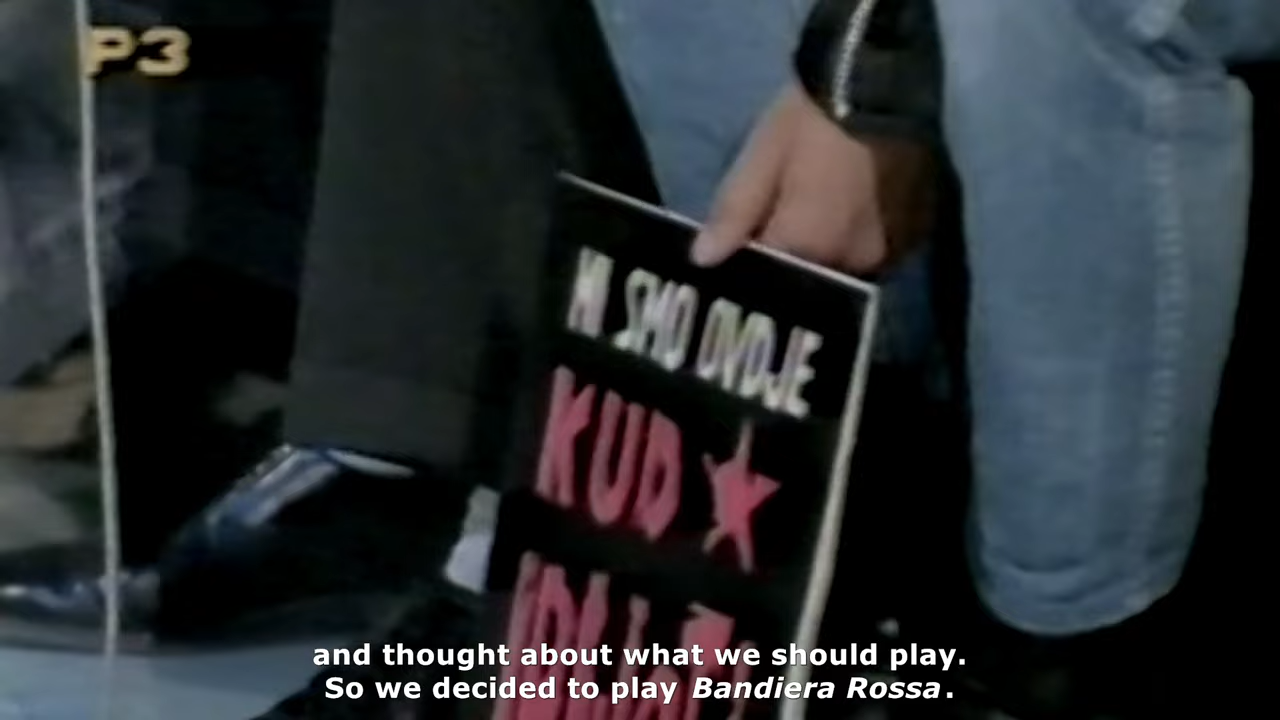 P3
MI SMO OVDJE
KUD
and thought about what we should play.
So we decided to play Bandiera Rossa.